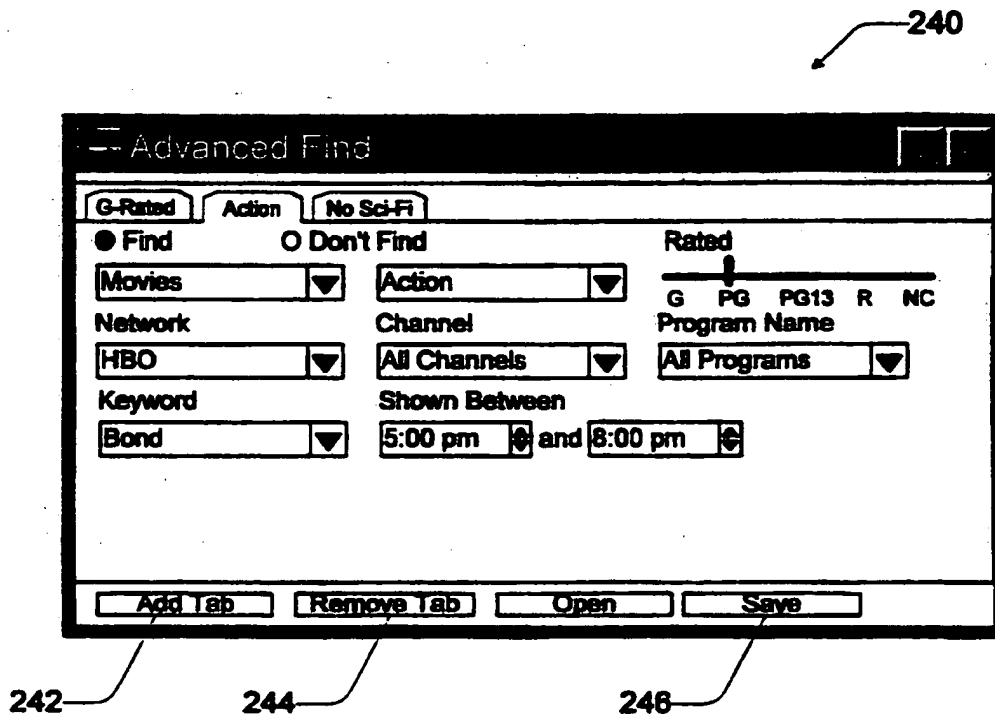 240
Advanced Find
G-Rated Action No Sci-Fi
Find Don't Find Rated
Movies Action
G PG PG13 R NC
Network Channel Program Name
HBO All Channels All Programs
Keyword Shown Between
Bond 5:00 pm and 8:00 pm
Add Tab Remove Tab Open Save
242 244 246